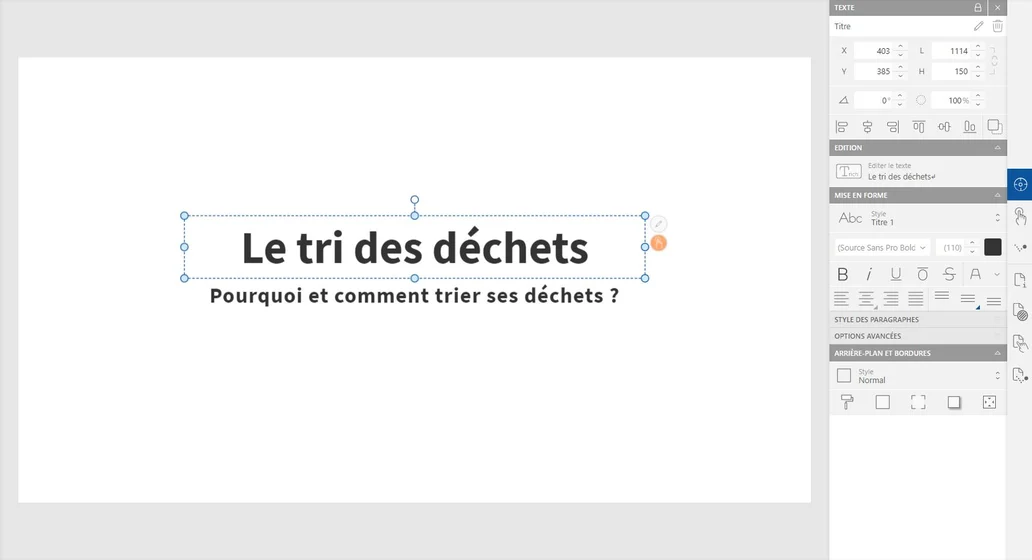 TEXTE
Titre
X 403 L 1114
Y 385 H 150
0° 100%
EDITION
Editer le texte
Le tri des déchets↵
MISE EN FORME
Abc Style
Titre 1
(Source Sans Pro Bold (110)
B i U O S A
STYLE DES PARAGRAPHES
OPTIONS AVANCÉES
ARRIÈRE-PLAN ET BORDURES
Style
Normal
Le tri des déchets
Pourquoi et comment trier ses déchets ?